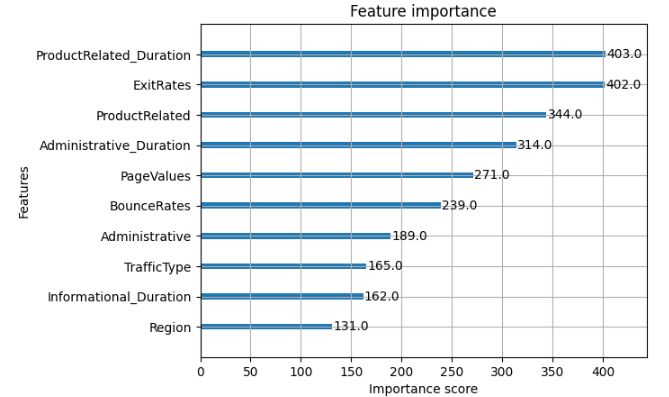 Feature importance
Features
ProductRelated_Duration 403.0
ExitRates 402.0
ProductRelated 344.0
Administrative_Duration 314.0
PageValues 271.0
BounceRates 239.0
Administrative 189.0
TrafficType 165.0
Informational_Duration 162.0
Region 131.0
0 50 100 150 200 250 300 350 400
Importance score